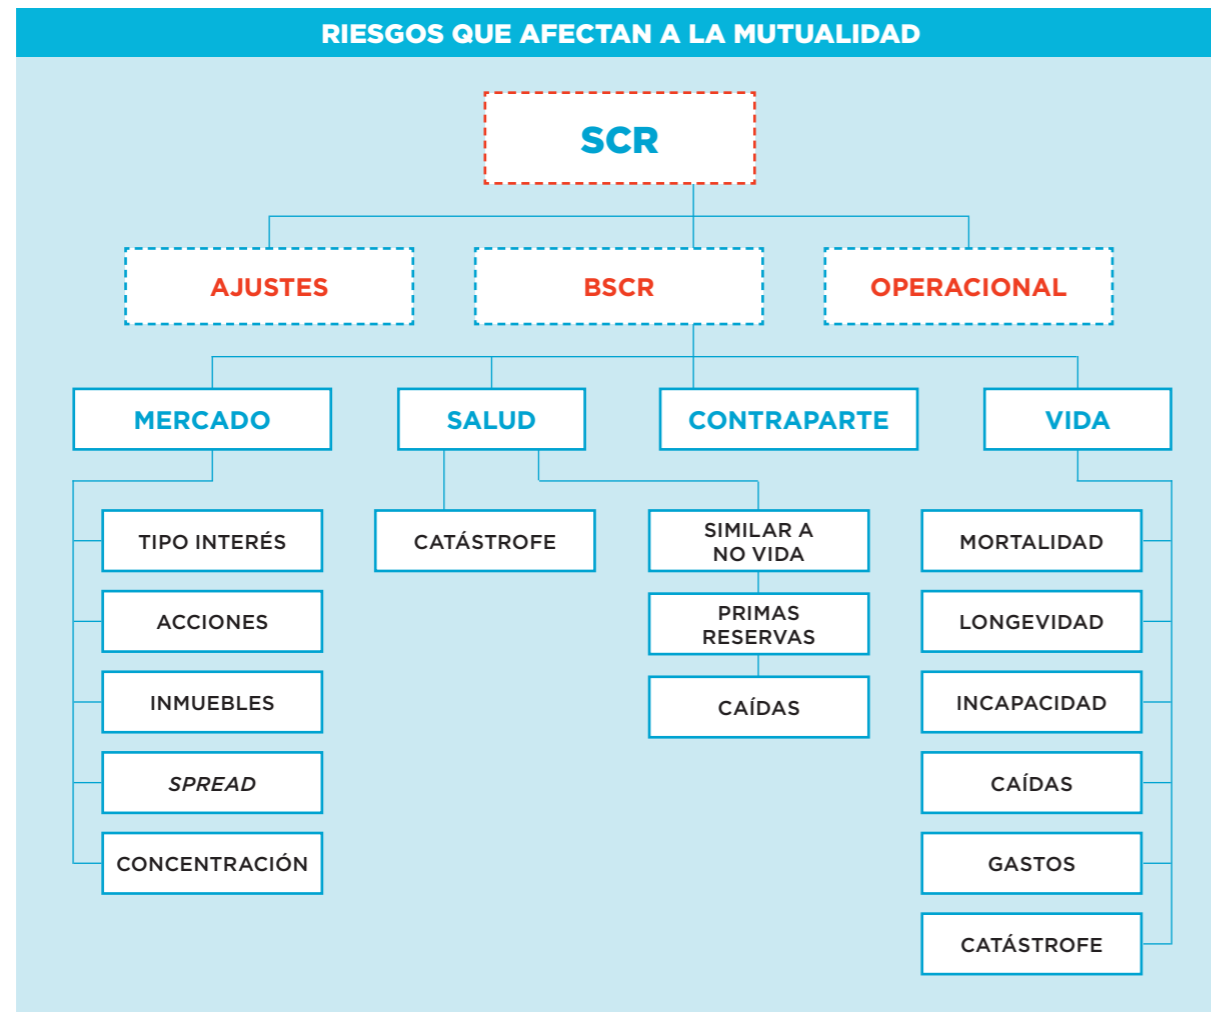 RIESGOS QUE AFECTAN A LA MUTUALIDAD
SCR
AJUSTES
BSCR
OPERACIONAL
MERCADO
SALUD
CONTRAPARTE
VIDA
TIPO INTERÉS
ACCIONES
INMUEBLES
SPREAD
CONCENTRACIÓN
CATÁSTROFE
SIMILAR A
NO VIDA
PRIMAS
RESERVAS
CAÍDAS
MORTALIDAD
LONGEVIDAD
INCAPACIDAD
CAÍDAS
GASTOS
CATÁSTROFE